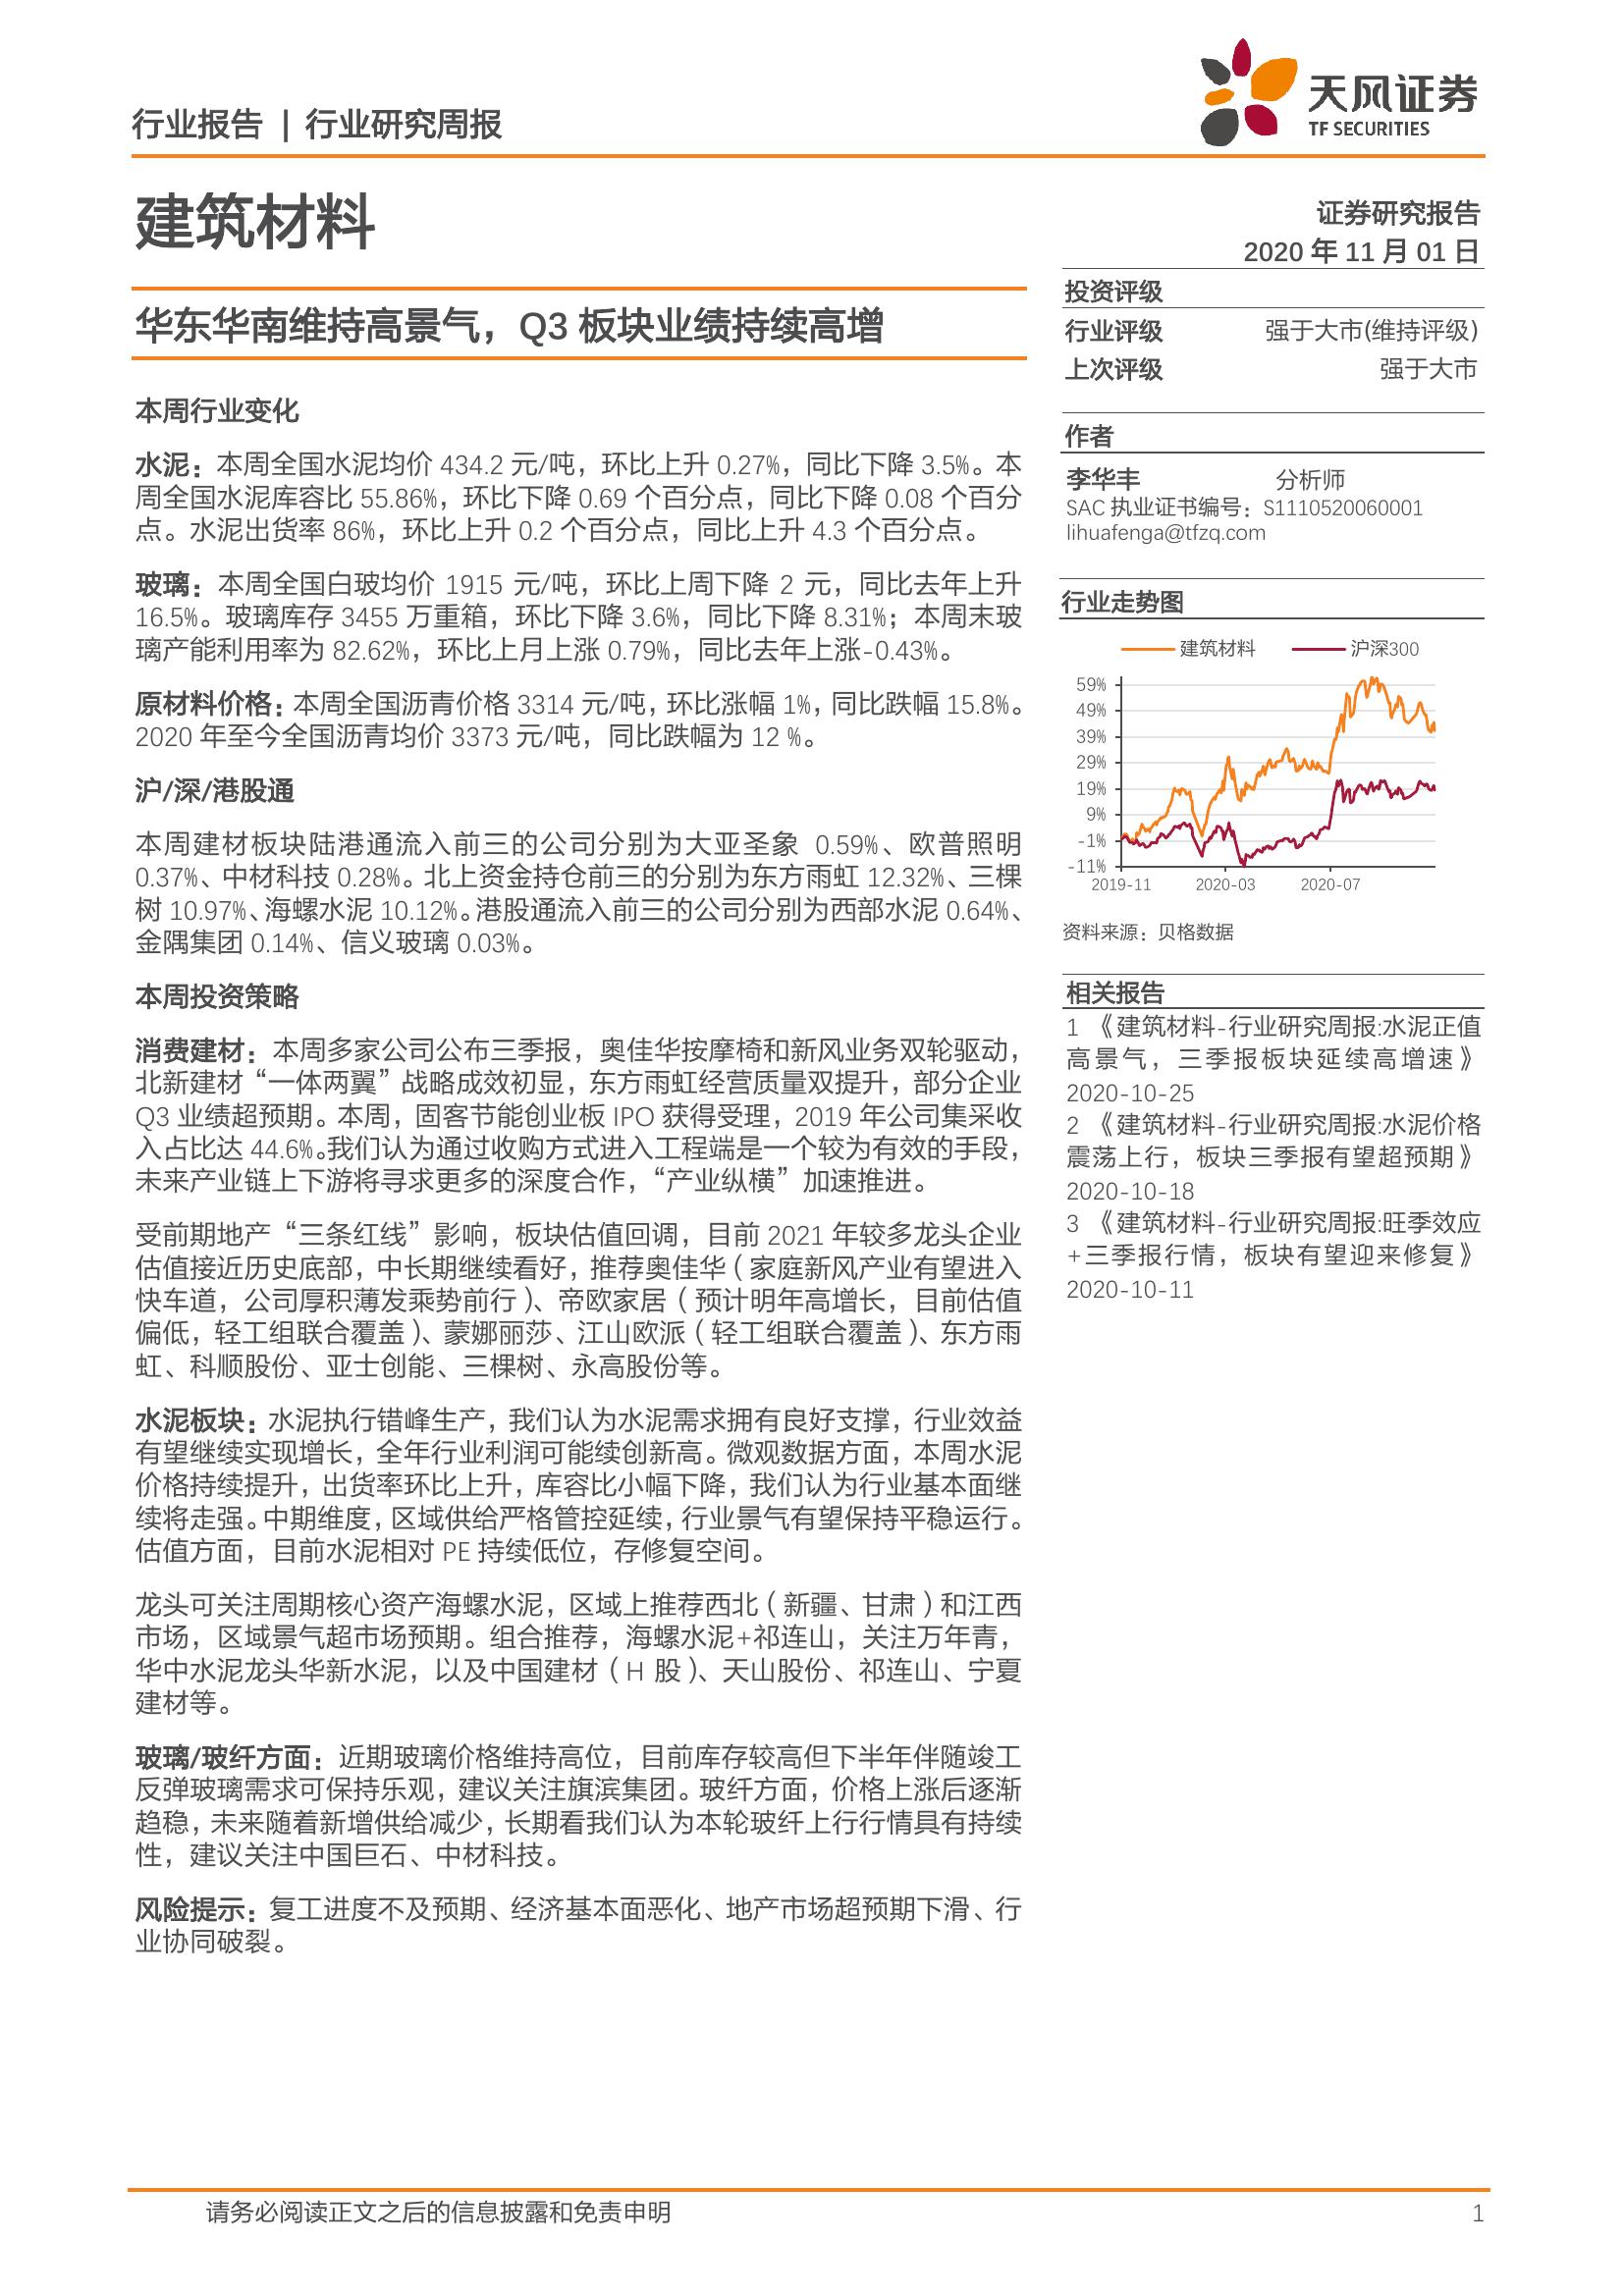 行业报告 | 行业研究周报
天风证券
TF SECURITIES
建筑材料
证券研究报告
2020 年 11 月 01 日
华东华南维持高景气，Q3 板块业绩持续高增
本周行业变化
水泥：本周全国水泥均价 434.2 元/吨，环比上升 0.27%，同比下降 3.5%。本
周全国水泥库容比 55.86%，环比下降 0.69 个百分点，同比下降 0.08 个百分
点。水泥出货率 86%，环比上升 0.2 个百分点，同比上升 4.3 个百分点。
玻璃：本周全国白玻均价 1915 元/吨，环比上周下降 2 元，同比去年上升
16.5%。玻璃库存 3455 万重箱，环比下降 3.6%，同比下降 8.31%；本周末玻
璃产能利用率为 82.62%，环比上月上涨 0.79%，同比去年上涨-0.43%。
原材料价格：本周全国沥青价格 3314 元/吨，环比涨幅 1%，同比跌幅 15.8%。
2020 年至今全国沥青均价 3373 元/吨，同比跌幅为 12 %。
沪/深/港股通
本周建材板块陆港通流入前三的公司分别为大亚圣象 0.59%、欧普照明
0.37%、中材科技 0.28%。北上资金持仓前三的分别为东方雨虹 12.32%、三棵
树 10.97%、海螺水泥 10.12%。港股通流入前三的公司分别为西部水泥 0.64%、
金隅集团 0.14%、信义玻璃 0.03%。
本周投资策略
消费建材：本周多家公司公布三季报，奥佳华按摩椅和新风业务双轮驱动，
北新建材“一体两翼”战略成效初显，东方雨虹经营质量双提升，部分企业
Q3 业绩超预期。本周，固客节能创业板 IPO 获得受理，2019 年公司集采收
入占比达 44.6%。我们认为通过收购方式进入工程端是一个较为有效的手段，
未来产业链上下游将寻求更多的深度合作，“产业纵横”加速推进。
受前期地产“三条红线”影响，板块估值回调，目前 2021 年较多龙头企业
估值接近历史底部，中长期继续看好，推荐奥佳华（家庭新风产业有望进入
快车道，公司厚积薄发乘势前行）、帝欧家居（预计明年高增长，目前估值
偏低，轻工组联合覆盖）、蒙娜丽莎、江山欧派（轻工组联合覆盖）、东方雨
虹、科顺股份、亚士创能、三棵树、永高股份等。
水泥板块：水泥执行错峰生产，我们认为水泥需求拥有良好支撑，行业效益
有望继续实现增长，全年行业利润可能续创新高。微观数据方面，本周水泥
价格持续提升，出货率环比上升，库容比小幅下降，我们认为行业基本面继
续将走强。中期维度，区域供给严格管控延续，行业景气有望保持平稳运行。
估值方面，目前水泥相对 PE 持续低位，存修复空间。
龙头可关注周期核心资产海螺水泥，区域上推荐西北（新疆、甘肃）和江西
市场，区域景气超市场预期。组合推荐，海螺水泥+祁连山，关注万年青，
华中水泥龙头华新水泥，以及中国建材（H 股）、天山股份、祁连山、宁夏
建材等。
玻璃/玻纤方面：近期玻璃价格维持高位，目前库存较高但下半年伴随竣工
反弹玻璃需求可保持乐观，建议关注旗滨集团。玻纤方面，价格上涨后逐渐
趋稳，未来随着新增供给减少，长期看我们认为本轮玻纤上行行情具有持续
性，建议关注中国巨石、中材科技。
风险提示：复工进度不及预期、经济基本面恶化、地产市场超预期下滑、行
业协同破裂。
投资评级
行业评级 强于大市(维持评级)
上次评级 强于大市
作者
李华丰 分析师
SAC 执业证书编号：S1110520060001
lihuafenga@tfzq.com
行业走势图
建筑材料 沪深300
59%
49%
39%
29%
19%
9%
-1%
-11%
2019-11 2020-03 2020-07
资料来源：贝格数据
相关报告
1 《建筑材料-行业研究周报:水泥正值
高景气，三季报板块延续高增速》
2020-10-25
2 《建筑材料-行业研究周报:水泥价格
震荡上行，板块三季报有望超预期》
2020-10-18
3 《建筑材料-行业研究周报:旺季效应
+三季报行情，板块有望迎来修复》
2020-10-11
请务必阅读正文之后的信息披露和免责申明 1